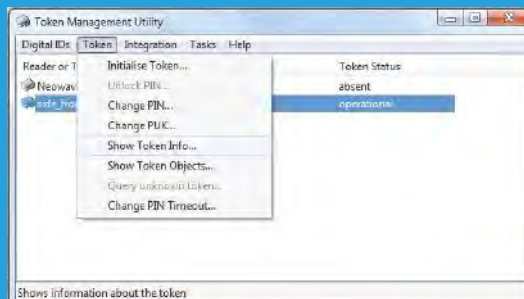 Token Management Utility
Digital IDs Token Integration Tasks Help
Reader or T Token Status
Initialise Token...
Neowav absent
Unlock PIN...
operational
Change PIN...
Change PUK...
Show Token Info...
Show Token Objects...
Query unknown token...
Change PIN Timeout...
Shows information about the token